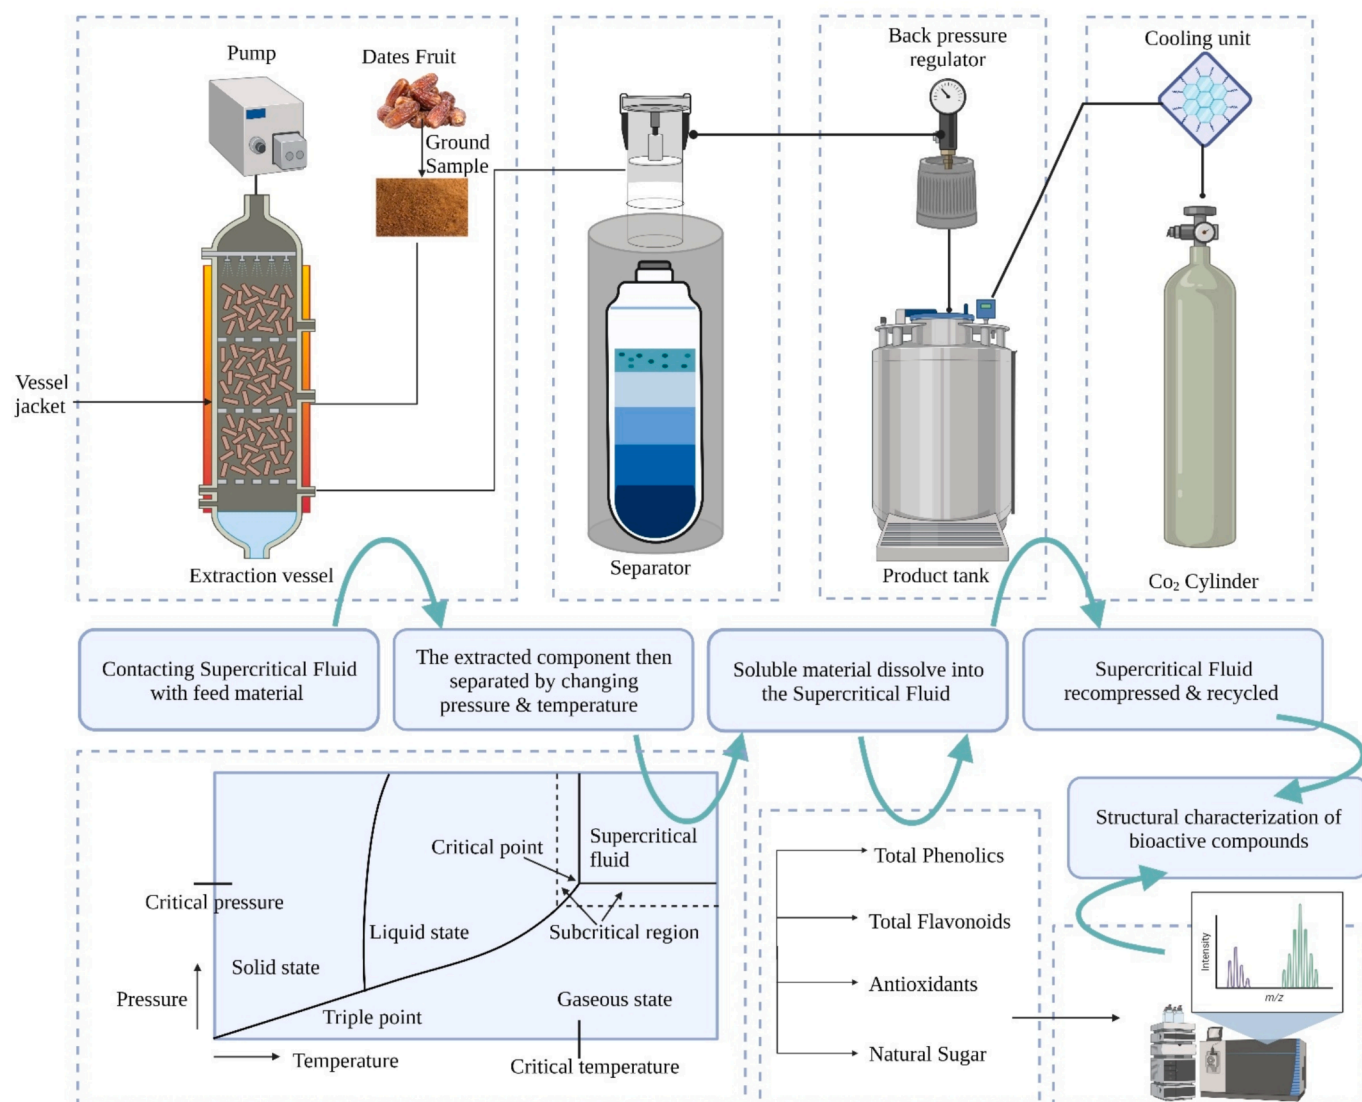 Pump
Dates Fruit
Ground
Sample
Vessel
jacket
Extraction vessel
Separator
Back pressure
regulator
Product tank
Cooling unit
Co₂ Cylinder
Contacting Supercritical Fluid
with feed material
The extracted component then
separated by changing
pressure & temperature
Soluble material dissolve into
the Supercritical Fluid
Supercritical Fluid
recompressed & recycled
Structural characterization of
bioactive compounds
Critical point
Supercritical
fluid
Critical pressure
Liquid state
Subcritical region
Solid state
Pressure
Triple point
Gaseous state
Temperature
Critical temperature
Total Phenolics
Total Flavonoids
Antioxidants
Natural Sugar
Intensity
m/z